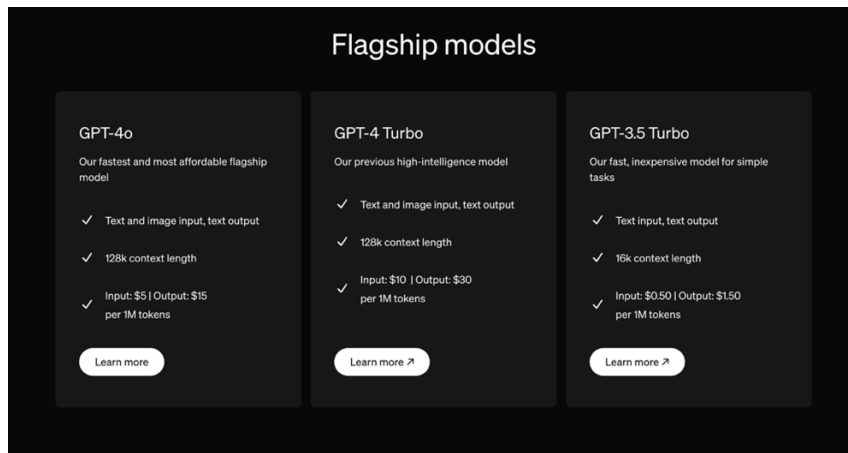 Flagship models
GPT-4o
Our fastest and most affordable flagship
model
Text and image input, text output
128k context length
Input: $5 | Output: $15
per 1M tokens
Learn more
GPT-4 Turbo
Our previous high-intelligence model
Text and image input, text output
128k context length
Input: $10 | Output: $30
per 1M tokens
Learn more ↗
GPT-3.5 Turbo
Our fast, inexpensive model for simple
tasks
Text input, text output
16k context length
Input: $0.50 | Output: $1.50
per 1M tokens
Learn more ↗